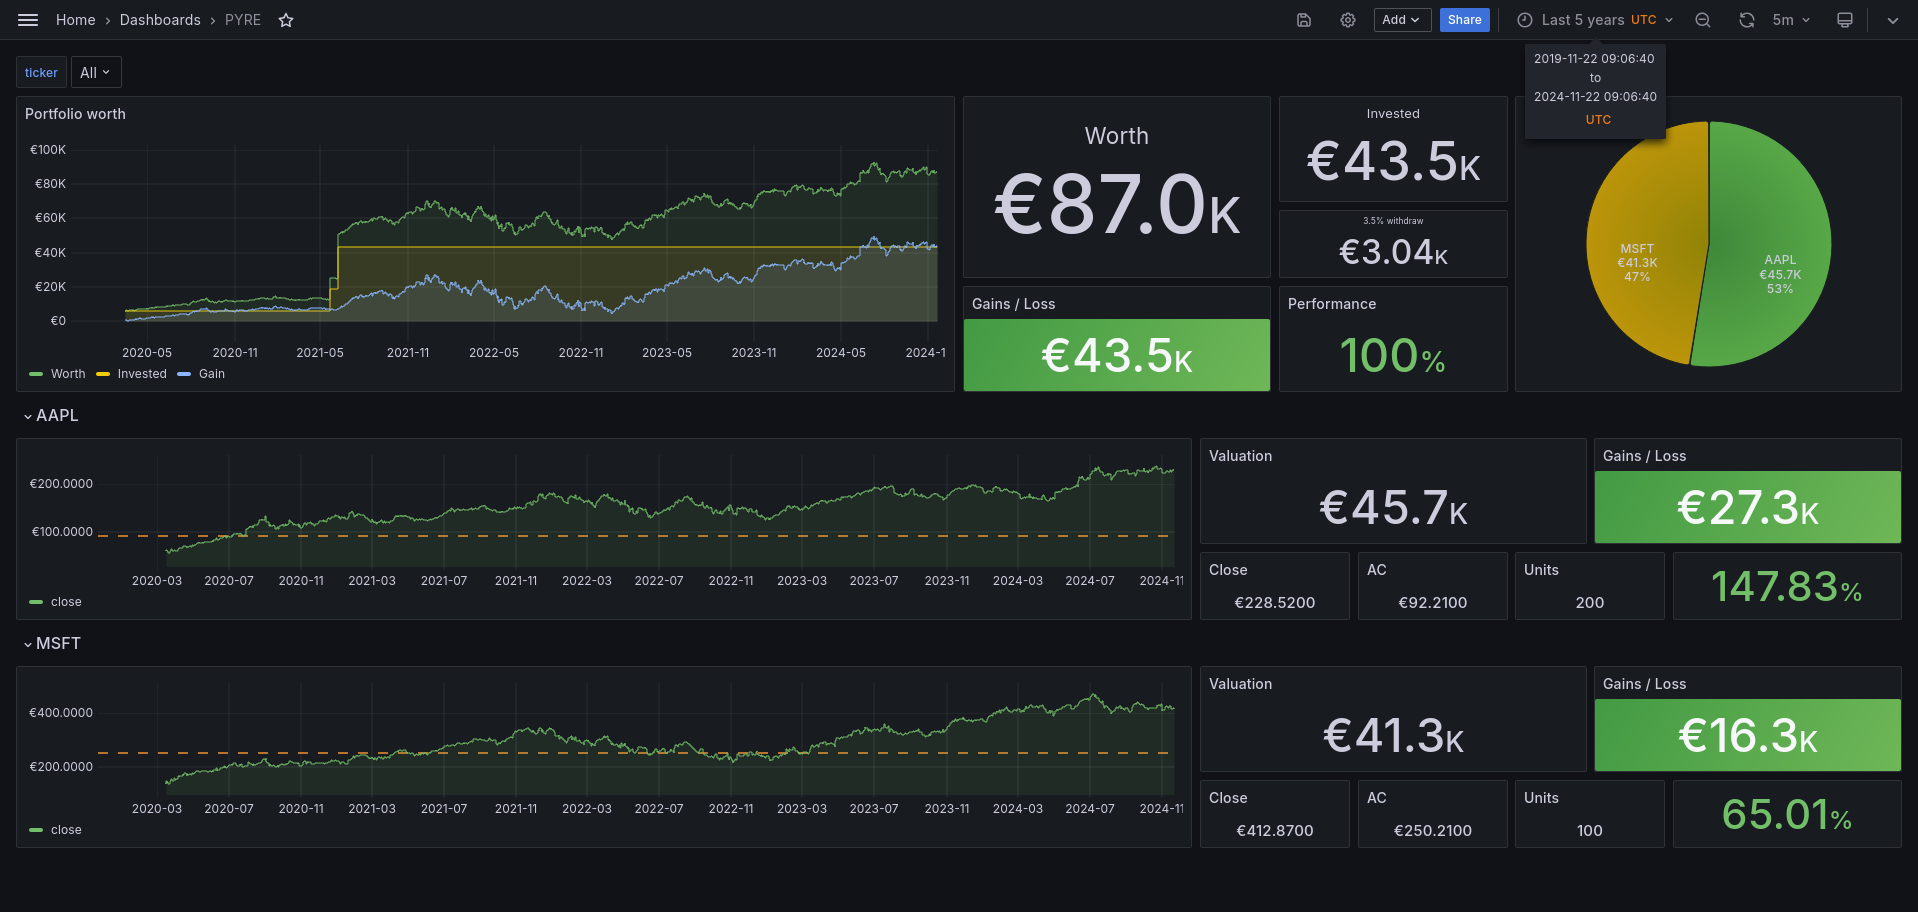 Home › Dashboards › PYRE
Add
Share
Last 5 years UTC
5m
2019-11-22 09:06:40
to
2024-11-22 09:06:40
UTC
ticker
All
Portfolio worth
€100K
€80K
€60K
€40K
€20K
€0
2020-05 2020-11 2021-05 2021-11 2022-05 2022-11 2023-05 2023-11 2024-05 2024-1
Worth Invested Gain
Worth
€87.0K
Invested
€43.5K
3.5% withdraw
€3.04K
Gains / Loss
€43.5K
Performance
100%
MSFT
€41.3K
47%
AAPL
€45.7K
53%
AAPL
€200.0000
€100.0000
2020-03 2020-07 2020-11 2021-03 2021-07 2021-11 2022-03 2022-07 2022-11 2023-03 2023-07 2023-11 2024-03 2024-07 2024-11
close
Valuation
€45.7K
Gains / Loss
€27.3K
Close
€228.5200
AC
€92.2100
Units
200
147.83%
MSFT
€400.0000
€200.0000
2020-03 2020-07 2020-11 2021-03 2021-07 2021-11 2022-03 2022-07 2022-11 2023-03 2023-07 2023-11 2024-03 2024-07 2024-11
close
Valuation
€41.3K
Gains / Loss
€16.3K
Close
€412.8700
AC
€250.2100
Units
100
65.01%